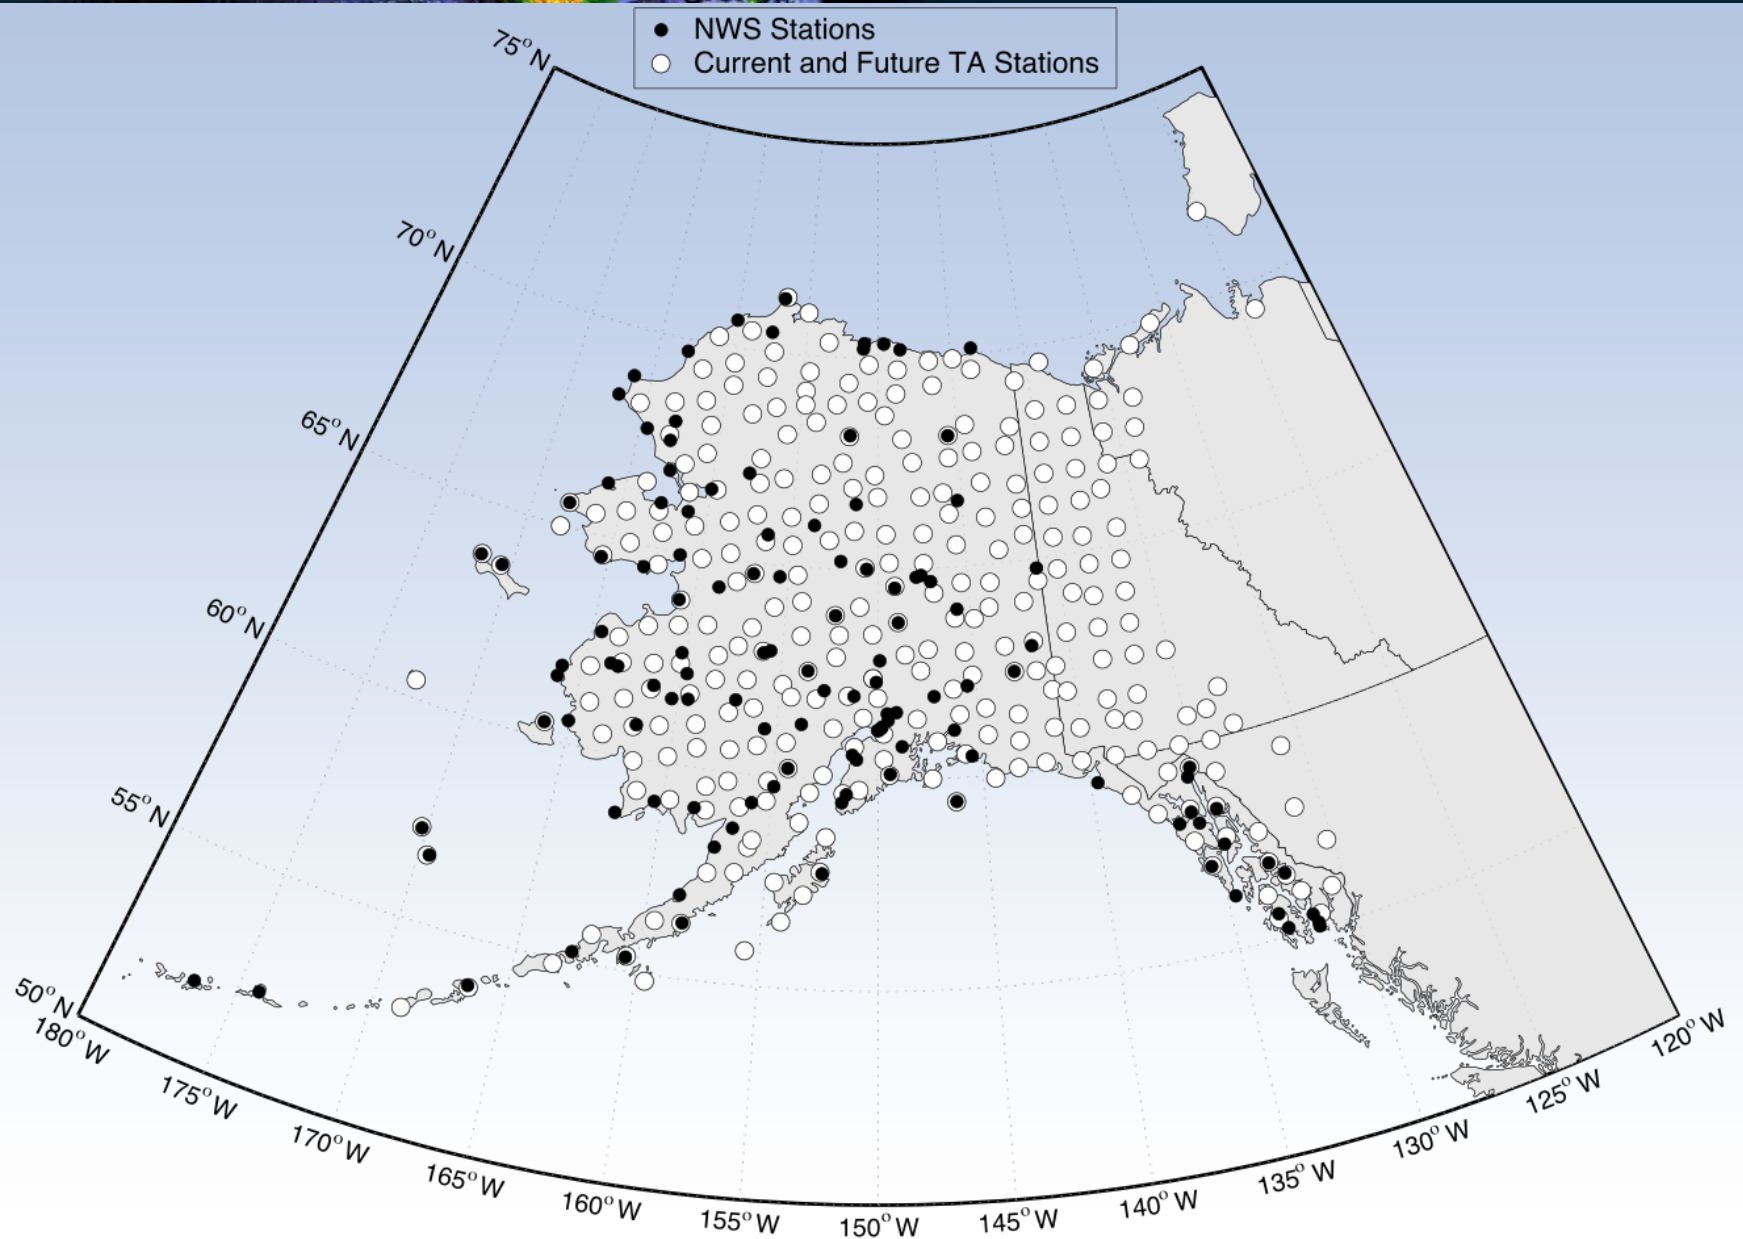 NWS Stations
Current and Future TA Stations
75° N
70° N
65° N
60° N
55° N
50° N
180° W
175° W
170° W
165° W
160° W
155° W
150° W
145° W
140° W
135° W
130° W
125° W
120° W